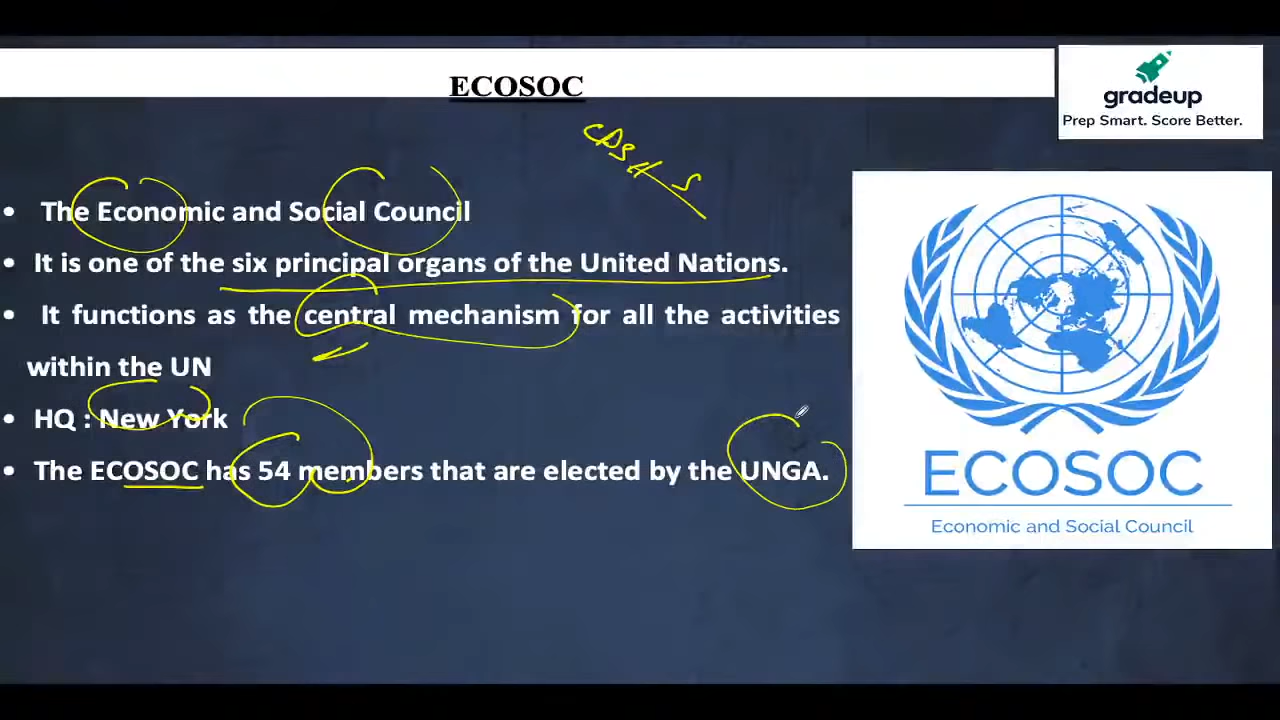 ECOSOC
gradeup
Prep Smart. Score Better.
• The Economic and Social Council
• It is one of the six principal organs of the United Nations.
• It functions as the central mechanism for all the activities
within the UN
• HQ : New York
• The ECOSOC has 54 members that are elected by the UNGA.
ECOSOC
Economic and Social Council